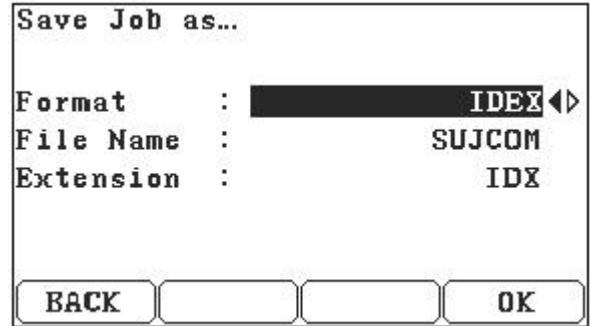 Save Job as…
Format : IDEX
File Name : SUJCOM
Extension : IDX
BACK OK